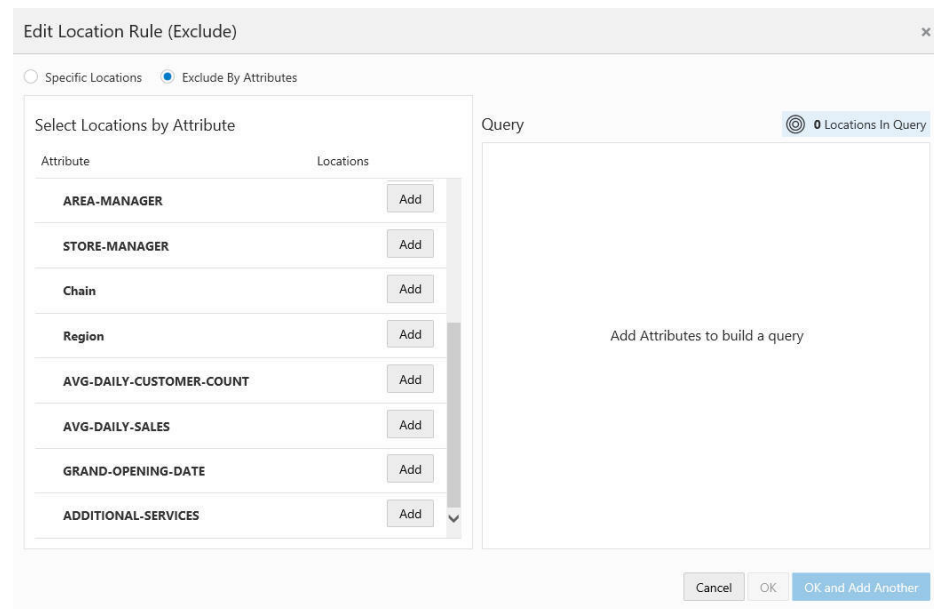 Edit Location Rule (Exclude)
×
Specific Locations Exclude By Attributes
Select Locations by Attribute
Attribute Locations
AREA-MANAGER Add
STORE-MANAGER Add
Chain Add
Region Add
AVG-DAILY-CUSTOMER-COUNT Add
AVG-DAILY-SALES Add
GRAND-OPENING-DATE Add
ADDITIONAL-SERVICES Add
Query 0 Locations In Query
Add Attributes to build a query
Cancel OK OK and Add Another